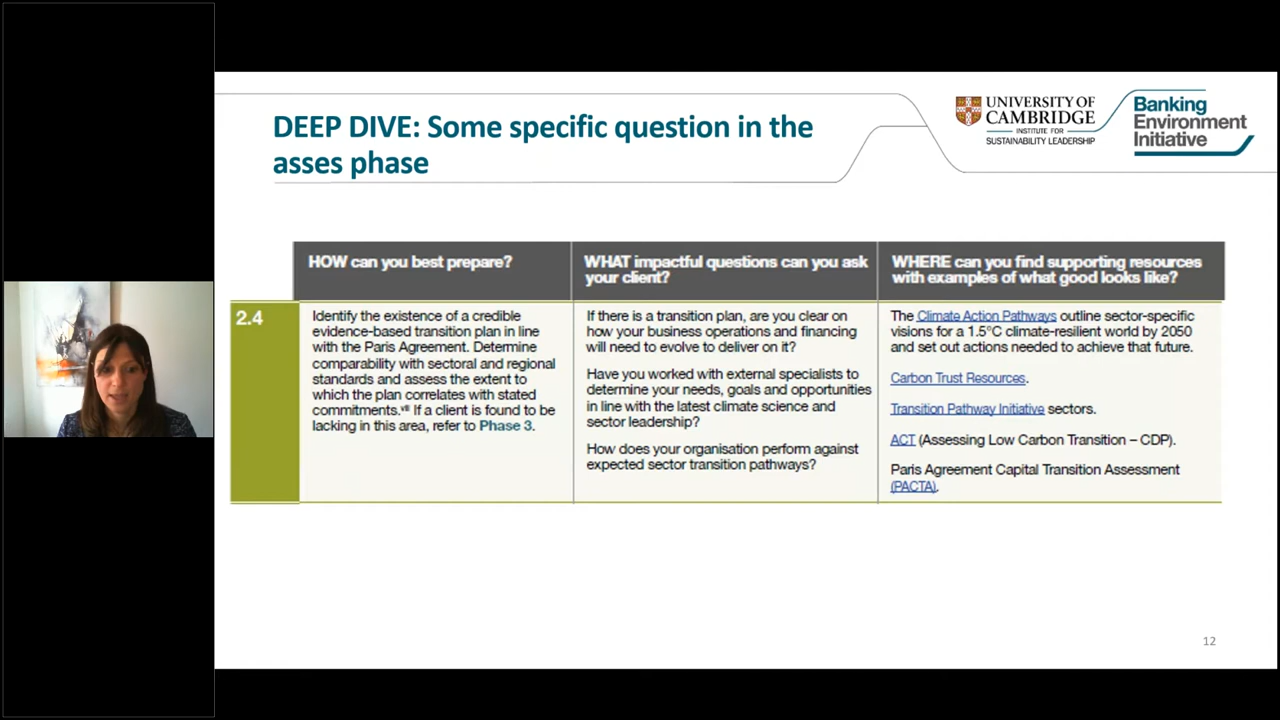 DEEP DIVE: Some specific question in the
asses phase
UNIVERSITY OF
CAMBRIDGE
INSTITUTE FOR
SUSTAINABILITY LEADERSHIP
Banking
Environment
Initiative
HOW can you best prepare?
WHAT impactful questions can you ask
your client?
WHERE can you find supporting resources
with examples of what good looks like?
2.4
Identify the existence of a credible
evidence-based transition plan in line
with the Paris Agreement. Determine
comparability with sectoral and regional
standards and assess the extent to
which the plan correlates with stated
commitments.ᵛⁱⁱⁱ If a client is found to be
lacking in this area, refer to Phase 3.
If there is a transition plan, are you clear on
how your business operations and financing
will need to evolve to deliver on it?
Have you worked with external specialists to
determine your needs, goals and opportunities
in line with the latest climate science and
sector leadership?
How does your organisation perform against
expected sector transition pathways?
The Climate Action Pathways outline sector-specific
visions for a 1.5°C climate-resilient world by 2050
and set out actions needed to achieve that future.
Carbon Trust Resources.
Transition Pathway Initiative sectors.
ACT (Assessing Low Carbon Transition – CDP).
Paris Agreement Capital Transition Assessment
(PACTA).
12